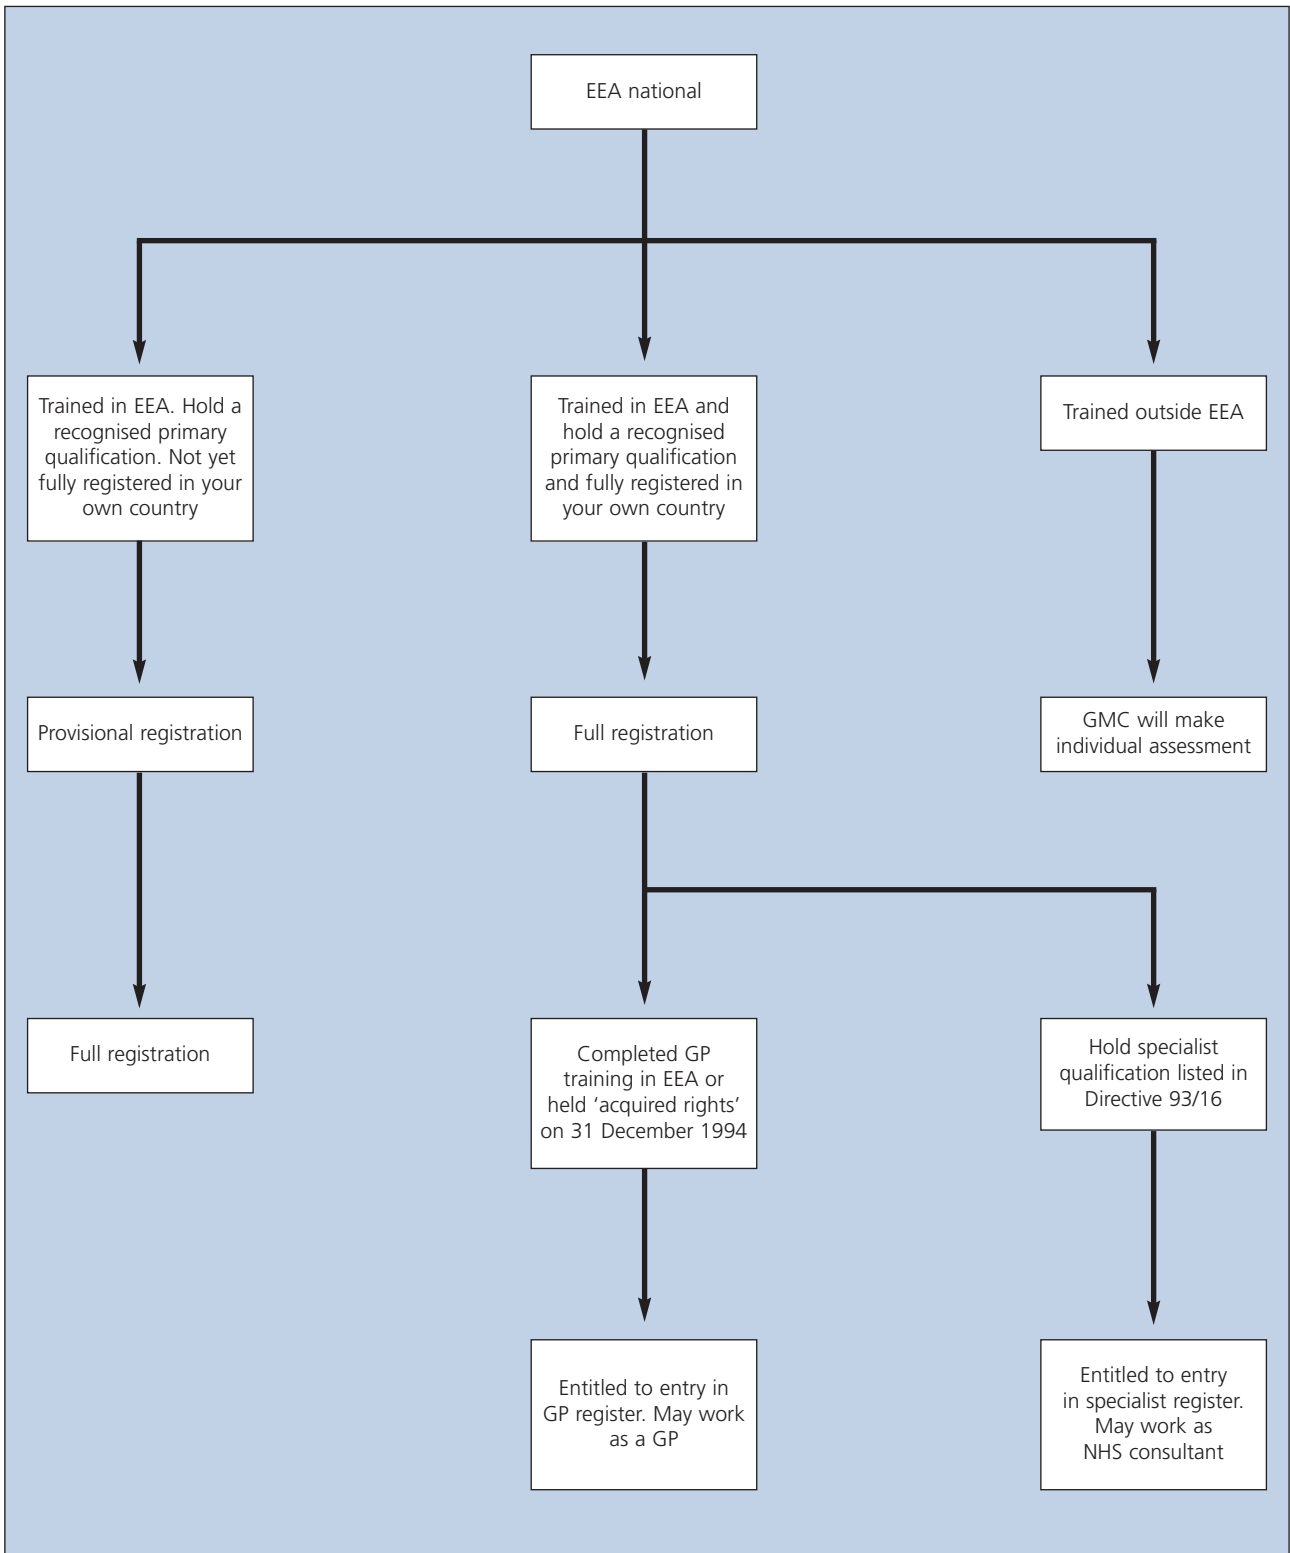 EEA national
Trained in EEA. Hold a
recognised primary
qualification. Not yet
fully registered in your
own country
Trained in EEA and
hold a recognised
primary qualification
and fully registered in
your own country
Trained outside EEA
Provisional registration
Full registration
GMC will make
individual assessment
Full registration
Completed GP
training in EEA or
held ‘acquired rights’
on 31 December 1994
Hold specialist
qualification listed in
Directive 93/16
Entitled to entry in
GP register. May work
as a GP
Entitled to entry
in specialist register.
May work as
NHS consultant